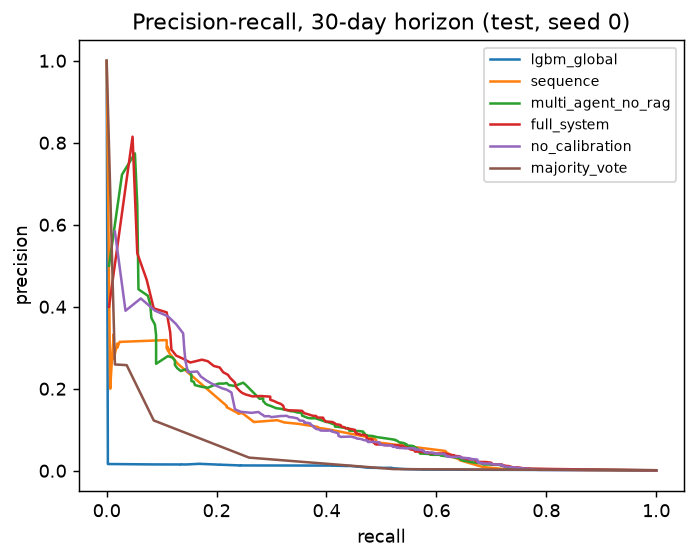 Precision-recall, 30-day horizon (test, seed 0)
lgbm_global
sequence
multi_agent_no_rag
full_system
no_calibration
majority_vote
1.0
0.8
0.6
0.4
0.2
0.0
precision
0.0 0.2 0.4 0.6 0.8 1.0
recall